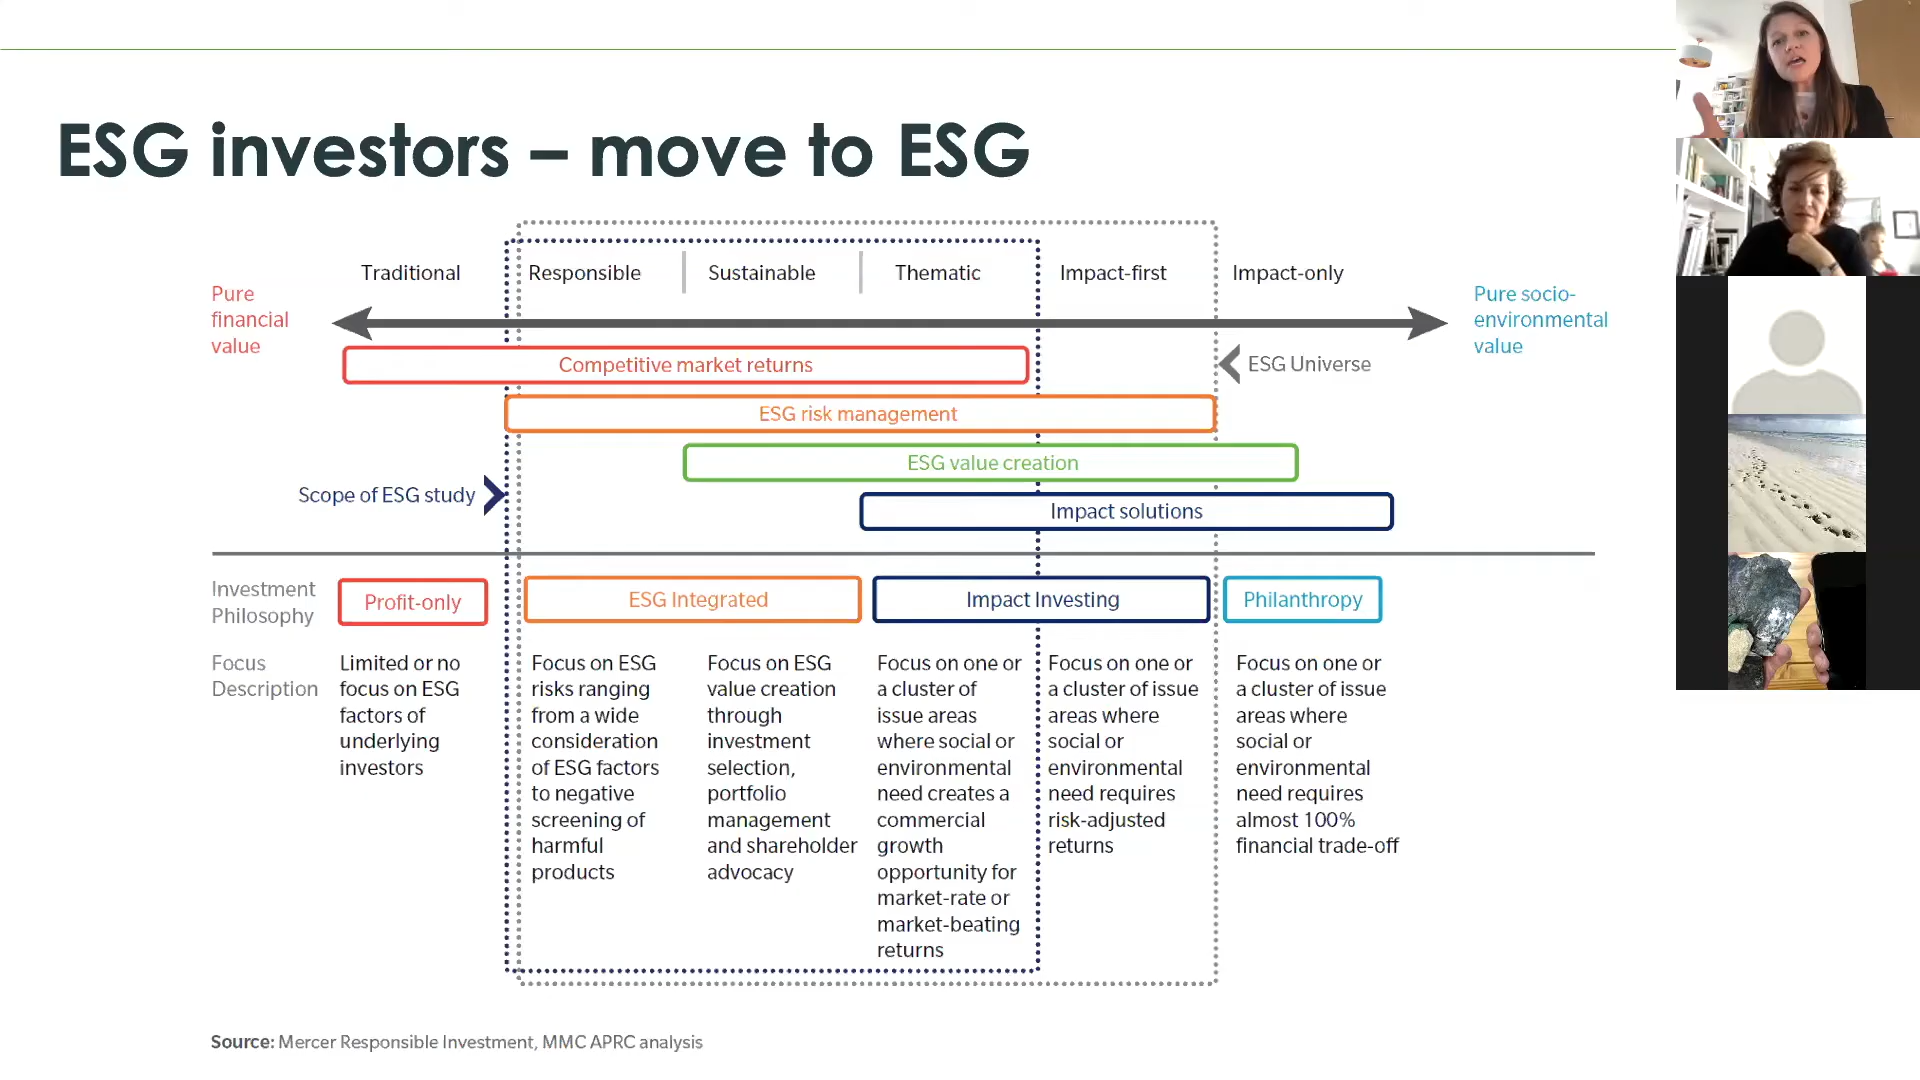 ESG investors – move to ESG
Traditional
Responsible
Sustainable
Thematic
Impact-first
Impact-only
Pure
financial
value
Pure socio-
environmental
value
Competitive market returns
ESG Universe
ESG risk management
ESG value creation
Scope of ESG study
Impact solutions
Investment
Philosophy
Profit-only
ESG Integrated
Impact Investing
Philanthropy
Focus
Description
Limited or no
focus on ESG
factors of
underlying
investors
Focus on ESG
risks ranging
from a wide
consideration
of ESG factors
to negative
screening of
harmful
products
Focus on ESG
value creation
through
investment
selection,
portfolio
management
and shareholder
advocacy
Focus on one or
a cluster of
issue areas
where social or
environmental
need creates a
commercial
growth
opportunity for
market-rate or
market-beating
returns
Focus on one or
a cluster of issue
areas where
social or
environmental
need requires
risk-adjusted
returns
Focus on one or
a cluster of issue
areas where
social or
environmental
need requires
almost 100%
financial trade-off
Source: Mercer Responsible Investment, MMC APRC analysis